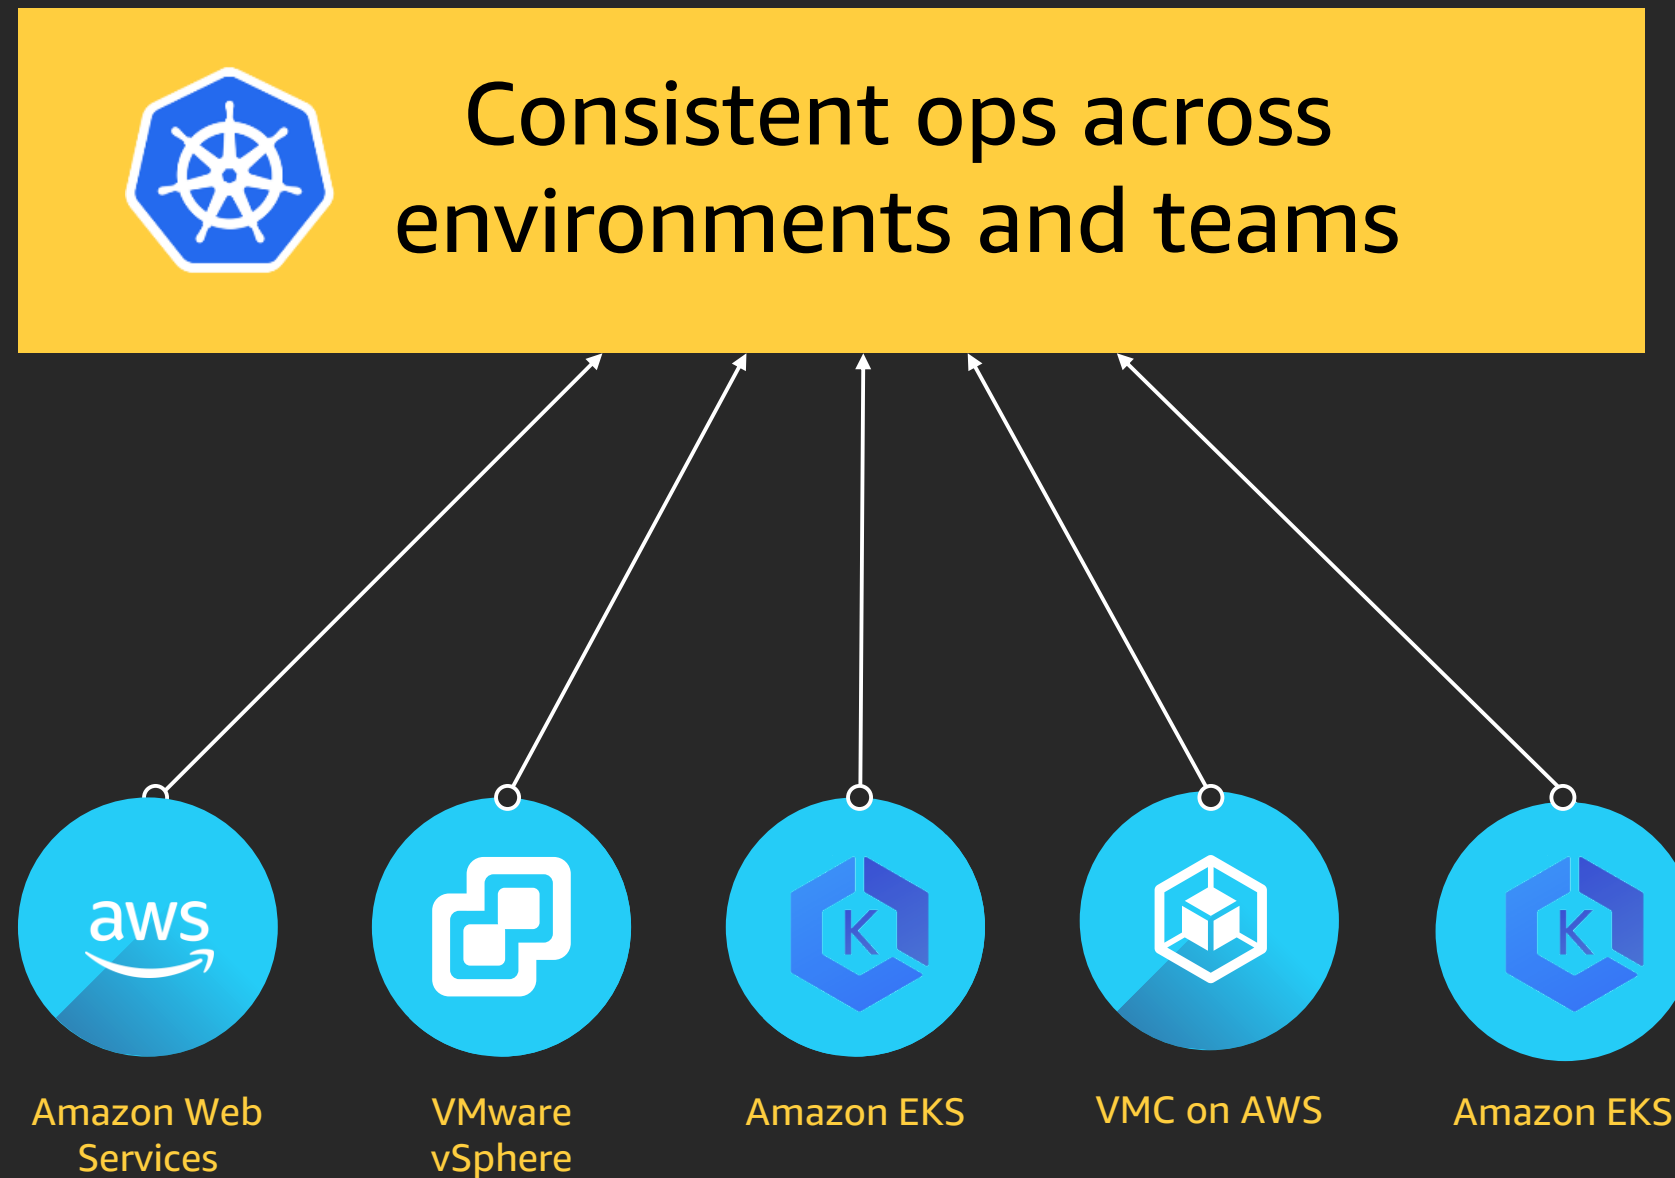 Consistent ops across
environments and teams
aws
K
K
Amazon Web
Services
VMware
vSphere
Amazon EKS
VMC on AWS
Amazon EKS